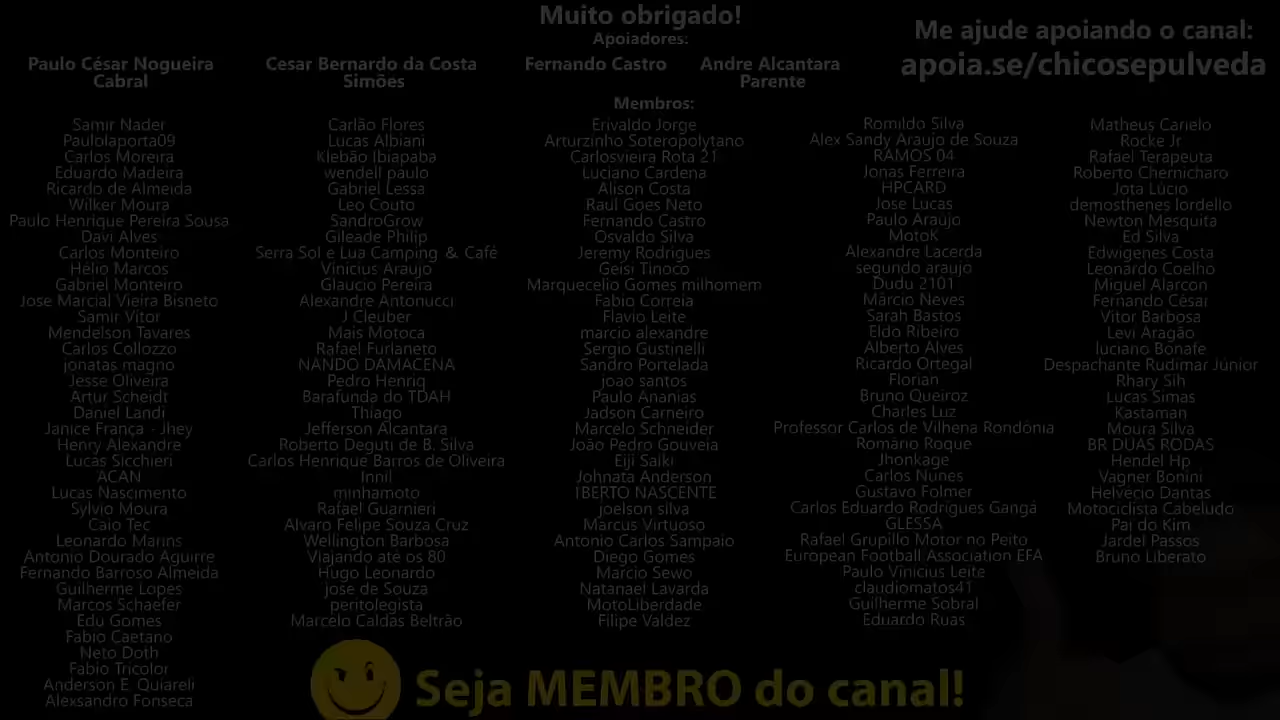 Muito obrigado!
Apoiadores:
Me ajude apoiando o canal:
apoia.se/chicosepulveda
Paulo César Nogueira
Cabral
Cesar Bernardo da Costa
Simões
Fernando Castro
Andre Alcantara
Parente
Membros:
Samir Nader
Paulolaporta09
Carlos Moreira
Eduardo Madeira
Ricardo de Almeida
Wilker Moura
Paulo Henrique Pereira Sousa
Davi Alves
Carlos Monteiro
Hélio Marcos
Gabriel Monteiro
Jose Marcial Vieira Bisneto
Samir Vitor
Mendelson Tavares
Carlos Collozzo
jonatas magno
Jesse Oliveira
Artur Scheidt
Daniel Landi
Janice França - Jhey
Henry Alexandre
Lucas Sicchieri
ACAN
Lucas Nascimento
Sylvio Moura
Caio Tec
Leonardo Marins
Antonio Dourado Aguirre
Fernando Barroso Almeida
Guilherme Lopes
Marcos Schaefer
Edu Gomes
Fabio Caetano
Neto Doth
Fabio Tricolor
Anderson E. Quiareli
Alexsandro Fonseca
Carlão Flores
Lucas Albiani
Klebão Ibiapaba
wendell paulo
Gabriel Lessa
Leo Couto
SandroGrow
Gileade Philip
Serra Sol e Lua Camping & Café
Vinicius Araujo
Glaucio Pereira
Alexandre Antonucci
J Cleuber
Mais Motoca
Rafael Furlaneto
NANDO DAMACENA
Pedro Henriq
Barafunda do TDAH
Thiago
Jefferson Alcantara
Roberto Deguti de B. Silva
Carlos Henrique Barros de Oliveira
Innil
minhamoto
Rafael Guarnieri
Alvaro Felipe Souza Cruz
Wellington Barbosa
Viajando até os 80
Hugo Leonardo
jose de Souza
pentolegista
Marcelo Caldas Beltrão
Erivaldo Jorge
Arturzinho Soteropolytano
Carlosvieira Rota 21
Luciano Cardena
Alison Costa
Raul Goes Neto
Fernando Castro
Osvaldo Silva
Jeremy Rodrigues
Geisi Tinoco
Marquecelio Gomes milhomem
Fabio Correia
Flavio Leite
marcio alexandre
Sergio Gustinelli
Sandro Portelada
joao santos
Paulo Ananias
Jadson Carneiro
Marcelo Schneider
João Pedro Gouveia
Eiji Saiki
Johnata Anderson
IBERTO NASCENTE
joelson silva
Marcus Virtuoso
Antonio Carlos Sampaio
Diego Gomes
Marcio Sewo
Natanael Lavarda
MotoLiberdade
Filipe Valdez
Romildo Silva
Alex Sandy Araujo de Souza
RAMOS 04
Jonas Ferreira
HPCARD
Jose Lucas
Paulo Araújo
MotoK
Alexandre Lacerda
segundo araujo
Dudu 2101
Márcio Neves
Sarah Bastos
Eldo Ribeiro
Alberto Alves
Ricardo Ortegal
Florian
Bruno Queiroz
Charles Luz
Professor Carlos de Vilhena Rondônia
Romário Roque
Jhonkage
Carlos Nunes
Gustavo Folmer
Carlos Eduardo Rodrigues Gangá
GLESSA
Rafael Grupillo Motor no Peito
European Football Association EFA
Paulo Vinicius Leite
claudiomatos41
Guilherme Sobral
Eduardo Ruas
Matheus Carielo
Rocke Jr
Rafael Terapeuta
Roberto Chernicharo
Jota Lúcio
demosthenes lordello
Newton Mesquita
Ed Silva
Edwigenes Costa
Leonardo Coelho
Miguel Alarcon
Fernando César
Vitor Barbosa
Levi Aragão
luciano Bonafe
Despachante Rudimar Júnior
Rhary Sih
Lucas Simas
Kastaman
Moura Silva
BR DUAS RODAS
Hendel Hp
Vagner Bonini
Helvecio Dantas
Motociclista Cabeludo
Pai do Kim
Jardel Passos
Bruno Liberato
Seja MEMBRO do canal!